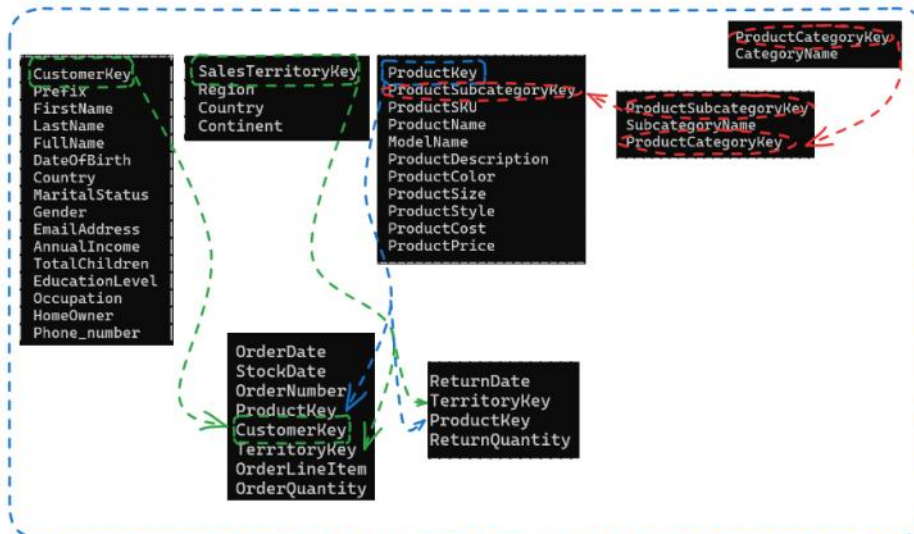 CustomerKey
Prefix
FirstName
LastName
FullName
DateOfBirth
Country
MaritalStatus
Gender
EmailAddress
AnnualIncome
TotalChildren
EducationLevel
Occupation
HomeOwner
Phone_number
SalesTerritoryKey
Region
Country
Continent
ProductKey
ProductSubcategoryKey
ProductSKU
ProductName
ModelName
ProductDescription
ProductColor
ProductSize
ProductStyle
ProductCost
ProductPrice
ProductCategoryKey
CategoryName
ProductSubcategoryKey
SubcategoryName
ProductCategoryKey
OrderDate
StockDate
OrderNumber
ProductKey
CustomerKey
TerritoryKey
OrderLineItem
OrderQuantity
ReturnDate
TerritoryKey
ProductKey
ReturnQuantity